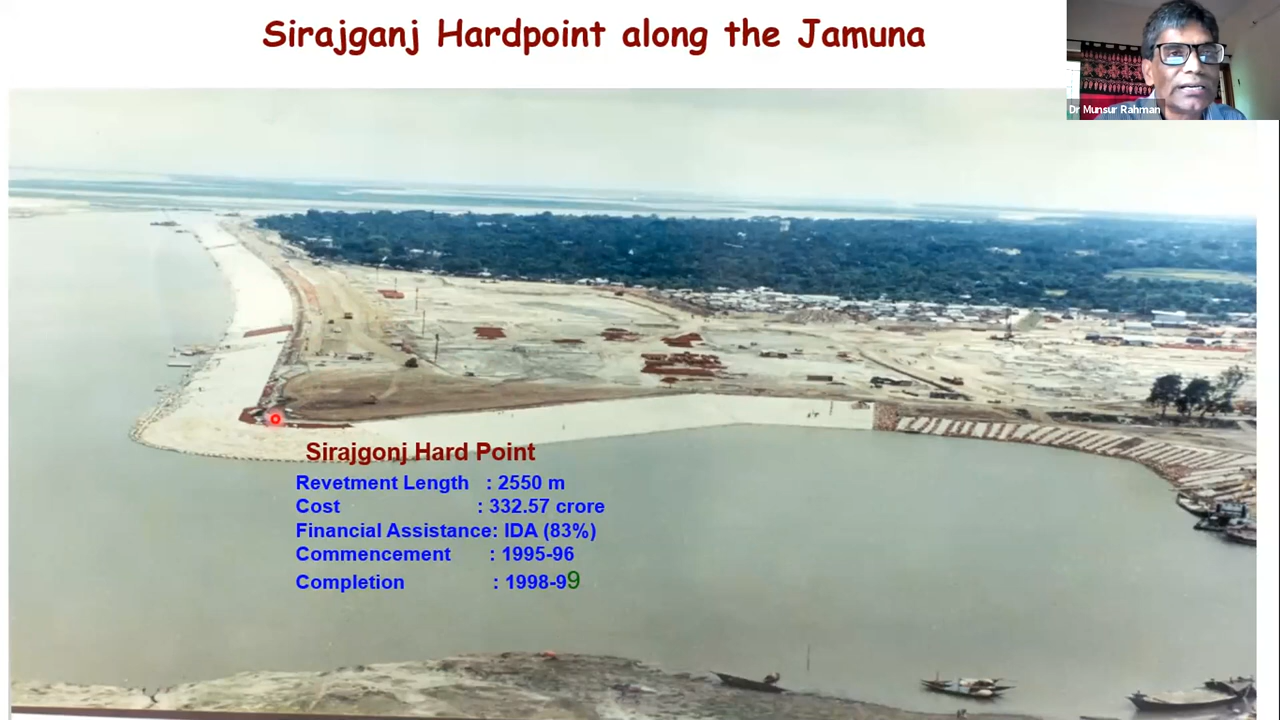 Sirajganj Hardpoint along the Jamuna
Dr Munsur Rahman
Sirajgonj Hard Point
Revetment Length : 2550 m
Cost : 332.57 crore
Financial Assistance: IDA (83%)
Commencement : 1995-96
Completion : 1998-99